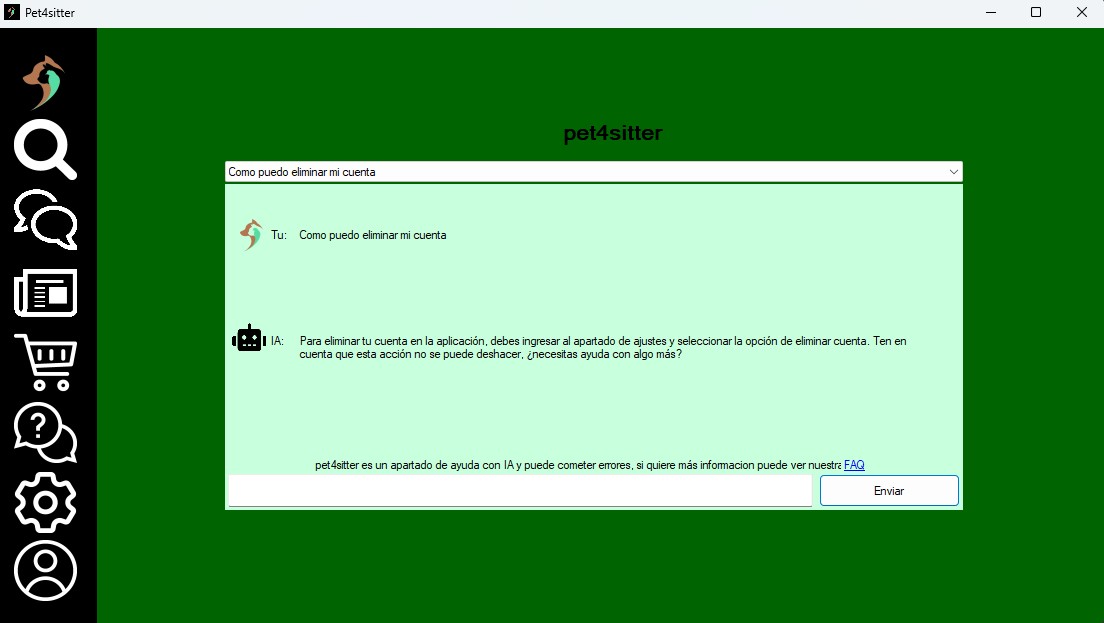 Pet4sitter
pet4sitter
Como puedo eliminar mi cuenta
Tu: Como puedo eliminar mi cuenta
IA: Para eliminar tu cuenta en la aplicación, debes ingresar al apartado de ajustes y seleccionar la opción de eliminar cuenta. Ten en
cuenta que esta acción no se puede deshacer, ¿necesitas ayuda con algo más?
pet4sitter es un apartado de ayuda con IA y puede cometer errores, si quiere más informacion puede ver nuestra FAQ
Enviar